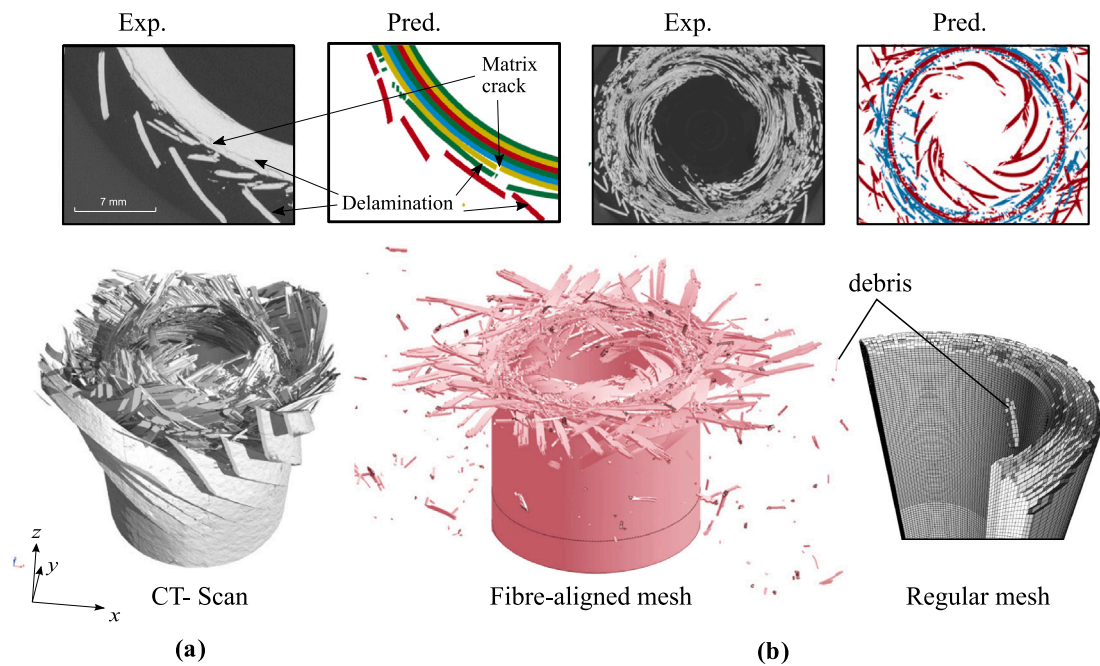 Exp.
Pred.
Exp.
Pred.
Matrix
crack
Delamination
7 mm
debris
z
y
x
CT- Scan
Fibre-aligned mesh
Regular mesh
(a)
(b)